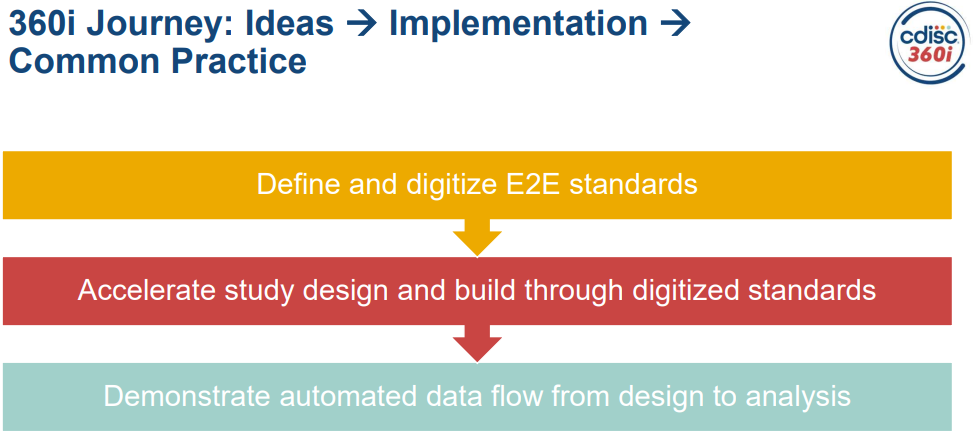 360i Journey: Ideas → Implementation →
Common Practice
cdisc
360i
Define and digitize E2E standards
Accelerate study design and build through digitized standards
Demonstrate automated data flow from design to analysis